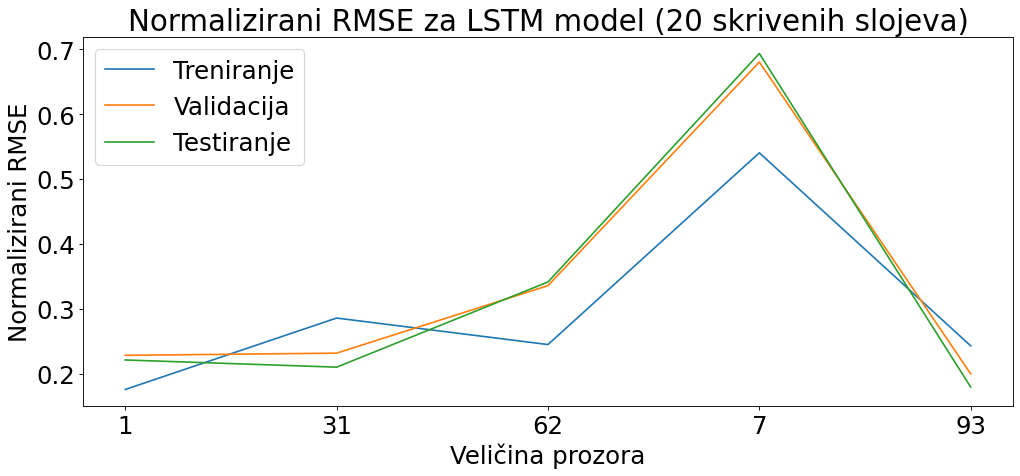 Normalizirani RMSE za LSTM model (20 skrivenih slojeva)
Treniranje
Validacija
Testiranje
Normalizirani RMSE
0.7
0.6
0.5
0.4
0.3
0.2
1 31 62 7 93
Veličina prozora